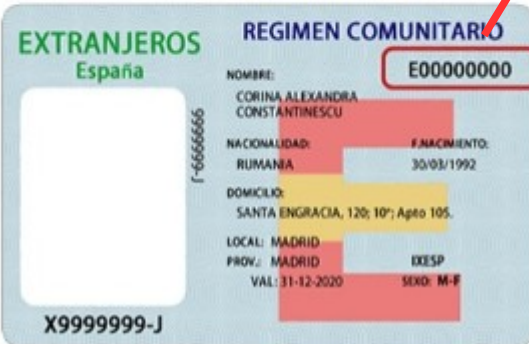 EXTRANJEROS
España
REGIMEN COMUNITARIO
E00000000
NOMBRE:
CORINA ALEXANDRA
CONSTANTINESCU
NACIONALIDAD:
F.NACIMIENTO:
RUMANIA
30/03/1992
DOMICILIO:
SANTA ENGRACIA, 120; 10º; Apto 105.
LOCAL: MADRID
PROV.: MADRID
IXESP
VAL: 31-12-2020
SEXO: M-F
9999999-J
X9999999-J